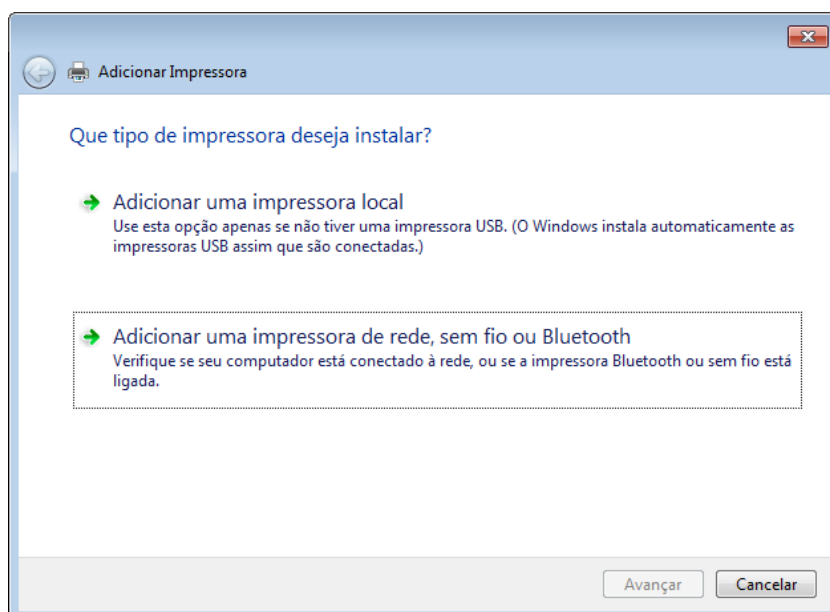 Adicionar Impressora
Que tipo de impressora deseja instalar?
Adicionar uma impressora local
Use esta opção apenas se não tiver uma impressora USB. (O Windows instala automaticamente as
impressoras USB assim que são conectadas.)
Adicionar uma impressora de rede, sem fio ou Bluetooth
Verifique se seu computador está conectado à rede, ou se a impressora Bluetooth ou sem fio está
ligada.
Avançar
Cancelar